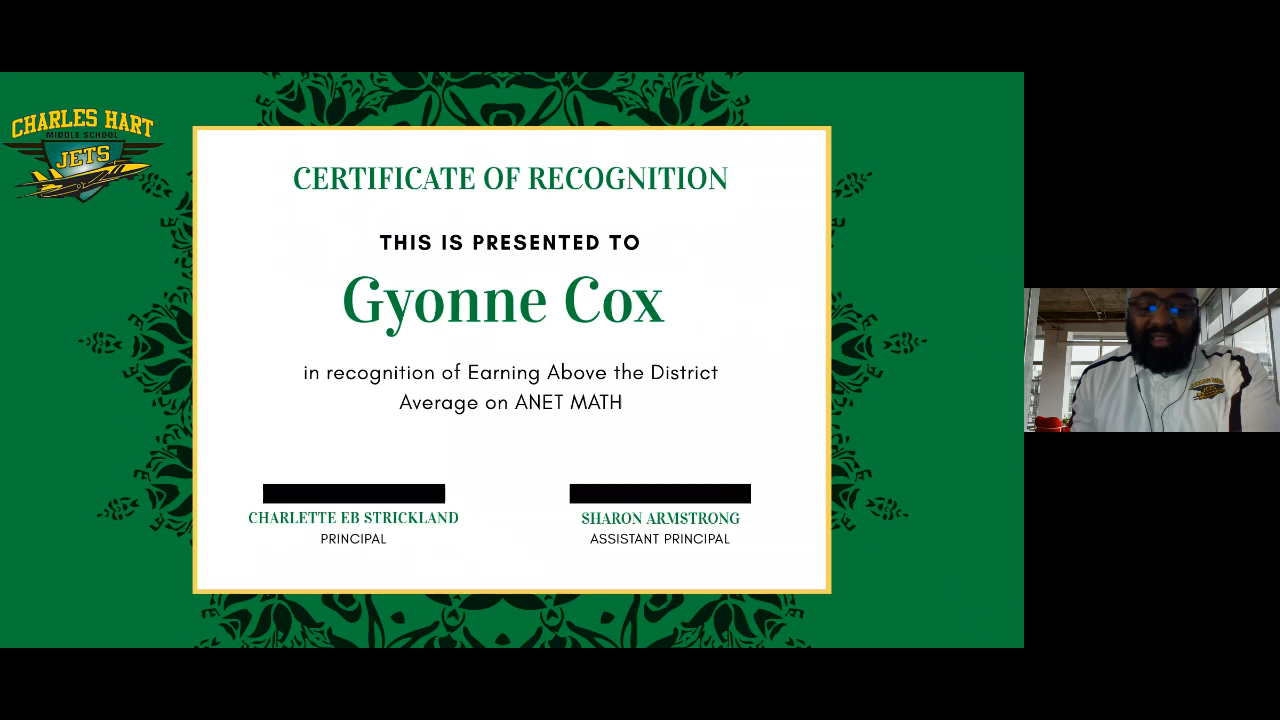 CHARLES HART
MIDDLE SCHOOL
JETS
CERTIFICATE OF RECOGNITION
THIS IS PRESENTED TO
Gyonne Cox
in recognition of Earning Above the District
Average on ANET MATH
CHARLETTE EB STRICKLAND
SHARON ARMSTRONG
PRINCIPAL
ASSISTANT PRINCIPAL